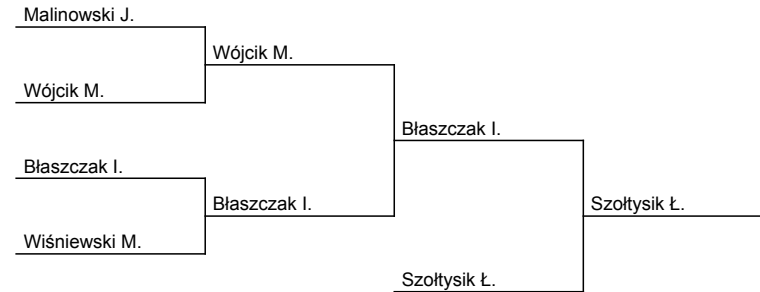 Malinowski J.
Wójcik M.
Wójcik M.
Błaszczak I.
Błaszczak I.
Błaszczak I.
Szołtysik Ł.
Wiśniewski M.
Szołtysik Ł.